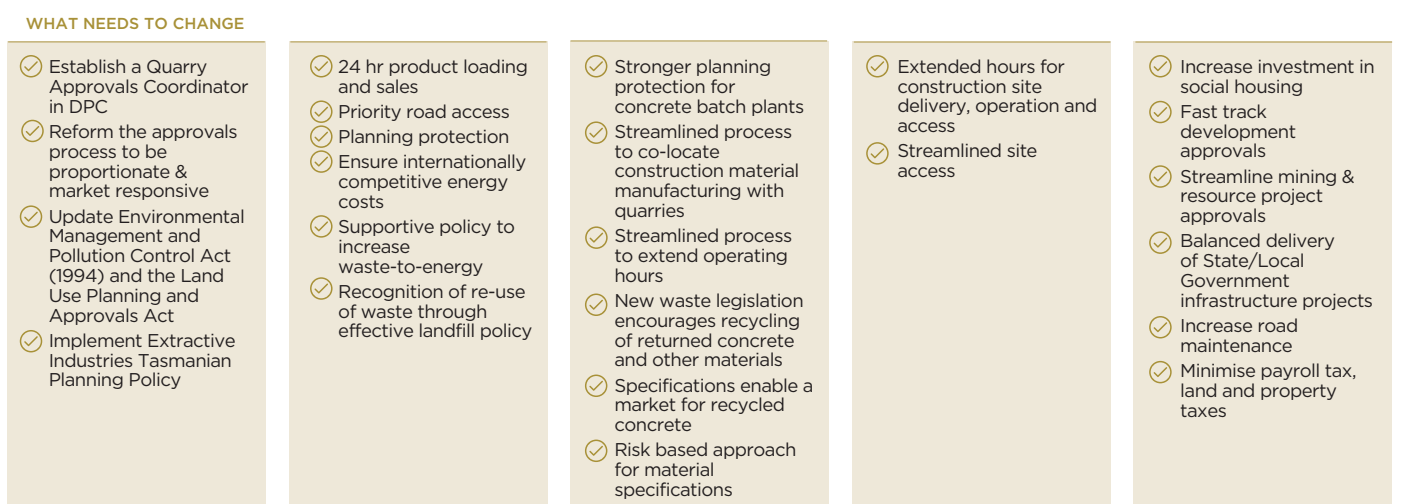 WHAT NEEDS TO CHANGE
Establish a Quarry
Approvals Coordinator
in DPC
Reform the approvals
process to be
proportionate &
market responsive
Update Environmental
Management and
Pollution Control Act
(1994) and the Land
Use Planning and
Approvals Act
Implement Extractive
Industries Tasmanian
Planning Policy
24 hr product loading
and sales
Priority road access
Planning protection
Ensure internationally
competitive energy
costs
Supportive policy to
increase
waste-to-energy
Recognition of re-use
of waste through
effective landfill policy
Stronger planning
protection for
concrete batch plants
Streamlined process
to co-locate
construction material
manufacturing with
quarries
Streamlined process
to extend operating
hours
New waste legislation
encourages recycling
of returned concrete
and other materials
Specifications enable a
market for recycled
concrete
Risk based approach
for material
specifications
Extended hours for
construction site
delivery, operation and
access
Streamlined site
access
Increase investment in
social housing
Fast track
development
approvals
Streamline mining &
resource project
approvals
Balanced delivery
of State/Local
Government
infrastructure projects
Increase road
maintenance
Minimise payroll tax,
land and property
taxes